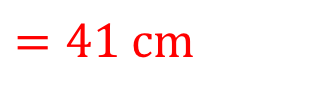 = 41 cm